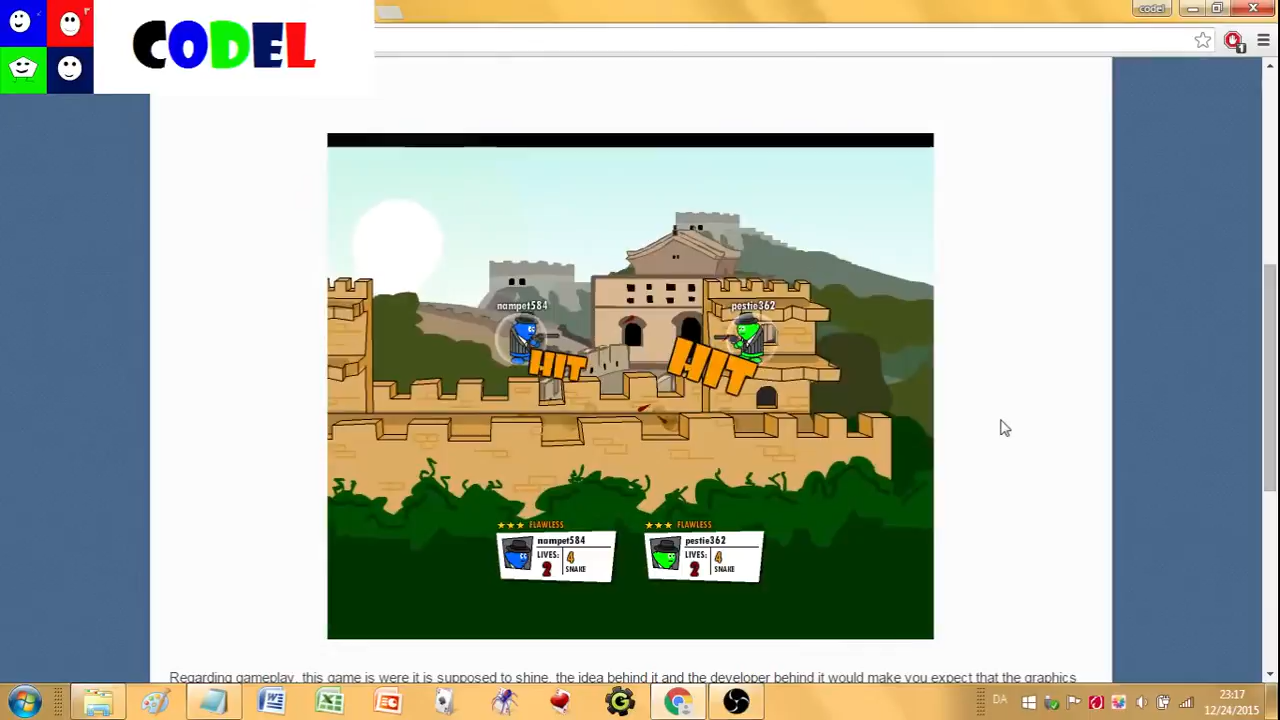 CODEL
codel
1
nampet584
pestie362
HIT
HIT
FLAWLESS
FLAWLESS
nampet584
LIVES:
2
4
SNAKE
pestie362
LIVES:
2
4
SNAKE
Regarding gameplay, this game is were it is supposed to shine, the idea behind it and the developer behind it would make you expect that the graphics
DA
23:17
12/24/2015